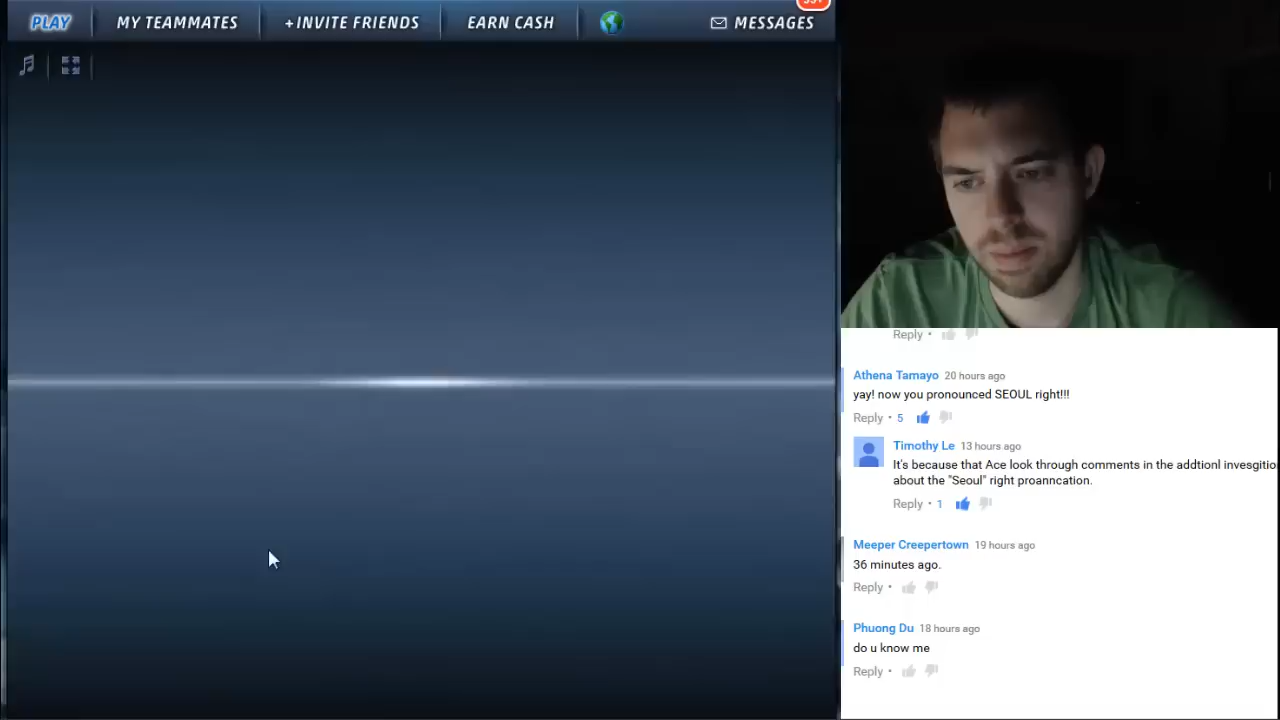 PLAY
MY TEAMMATES
+INVITE FRIENDS
EARN CASH
MESSAGES
Reply •
Athena Tamayo 20 hours ago
yay! now you pronounced SEOUL right!!!
Reply • 5
Timothy Le 13 hours ago
It's because that Ace look through comments in the addtionl invesgitio
about the "Seoul" right proanncation.
Reply • 1
Meeper Creepertown 19 hours ago
36 minutes ago.
Reply •
Phuong Du 18 hours ago
do u know me
Reply •